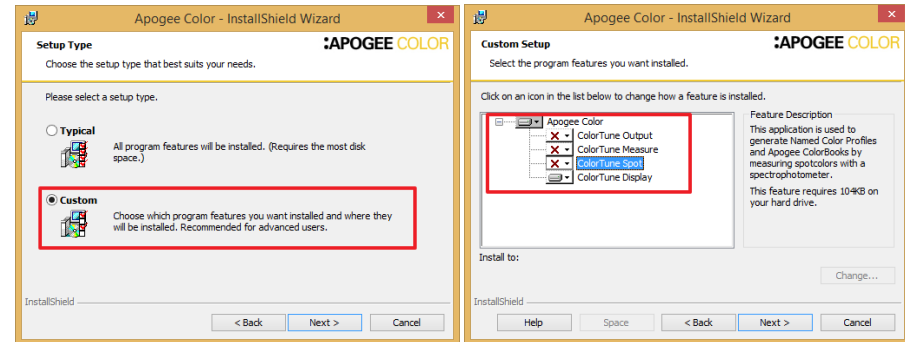 Apogee Color - InstallShield Wizard
Setup Type
:APOGEE COLOR
Choose the setup type that best suits your needs.
Please select a setup type.
Typical
All program features will be installed. (Requires the most disk
space.)
Custom
Choose which program features you want installed and where they
will be installed. Recommended for advanced users.
InstallShield
< Back
Next >
Cancel
Apogee Color - InstallShield Wizard
Custom Setup
:APOGEE COLOR
Select the program features you want installed.
Click on an icon in the list below to change how a feature is installed.
Apogee Color
ColorTune Output
ColorTune Measure
ColorTune Spot
ColorTune Display
Feature Description
This application is used to
generate Named Color Profiles
and Apogee ColorBooks by
measuring spotcolors with a
spectrophotometer.
This feature requires 104KB on
your hard drive.
Install to:
Change...
InstallShield
Help
Space
< Back
Next >
Cancel